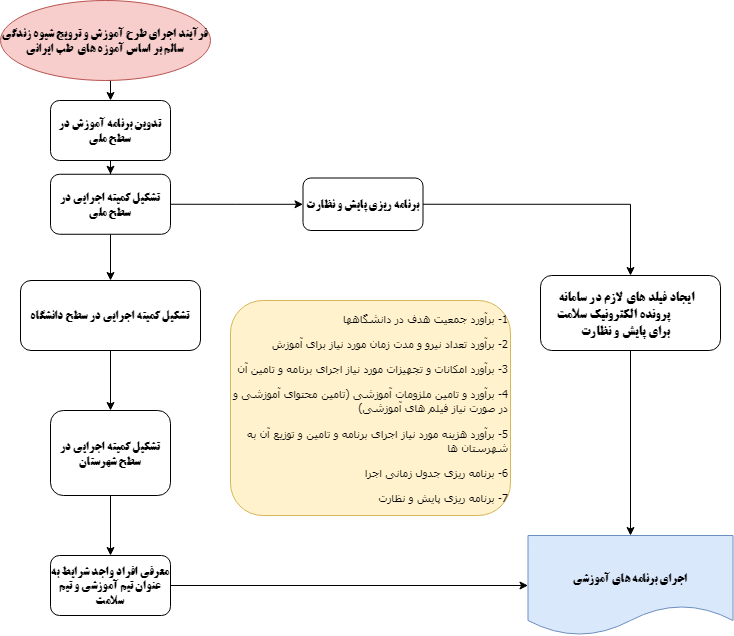 فرآیند اجرای طرح آموزش و ترویج شیوه زندگی
سالم بر اساس آموزه های طب ایرانی
تدوین برنامه آموزش در
سطح ملی
تشکیل کمیته اجرایی در
سطح ملی
برنامه ریزی پایش و نظارت
تشکیل کمیته اجرایی در سطح دانشگاه
ایجاد فیلد های لازم در سامانه
پرونده الکترونیک سلامت
برای پایش و نظارت
1- برآورد جمعیت هدف در دانشگاهها
2- برآورد تعداد نیرو و مدت زمان مورد نیاز برای آموزش
3- برآورد امکانات و تجهیزات مورد نیاز اجرای برنامه و تامین آن
4- برآورد و تامین ملزومات آموزشی (تامین محتوای آموزشی و
در صورت نیاز فیلم های آموزشی)
5- برآورد هزینه مورد نیاز اجرای برنامه و تامین و توزیع آن به
شهرستان ها
6- برنامه ریزی جدول زمانی اجرا
7- برنامه ریزی پایش و نظارت
تشکیل کمیته اجرایی در
سطح شهرستان
معرفی افراد واجد شرایط به
عنوان تیم آموزشی و تیم
سلامت
اجرای برنامه های آموزشی